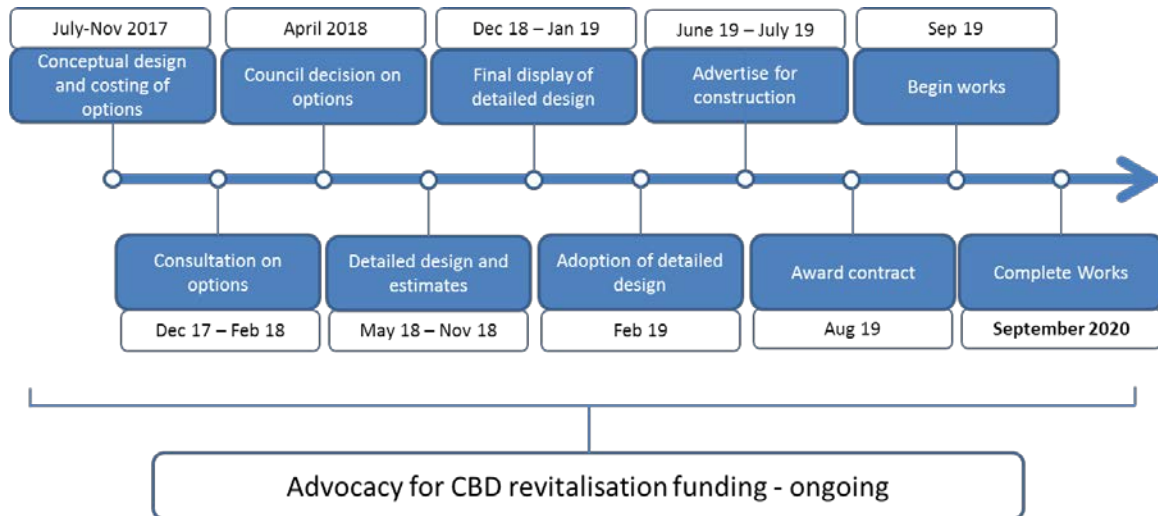 July-Nov 2017
Conceptual design
and costing of
options
April 2018
Council decision on
options
Dec 18 – Jan 19
Final display of
detailed design
June 19 – July 19
Advertise for
construction
Sep 19
Begin works
Consultation on
options
Dec 17 – Feb 18
Detailed design and
estimates
May 18 – Nov 18
Adoption of detailed
design
Feb 19
Award contract
Aug 19
Complete Works
September 2020
Advocacy for CBD revitalisation funding - ongoing